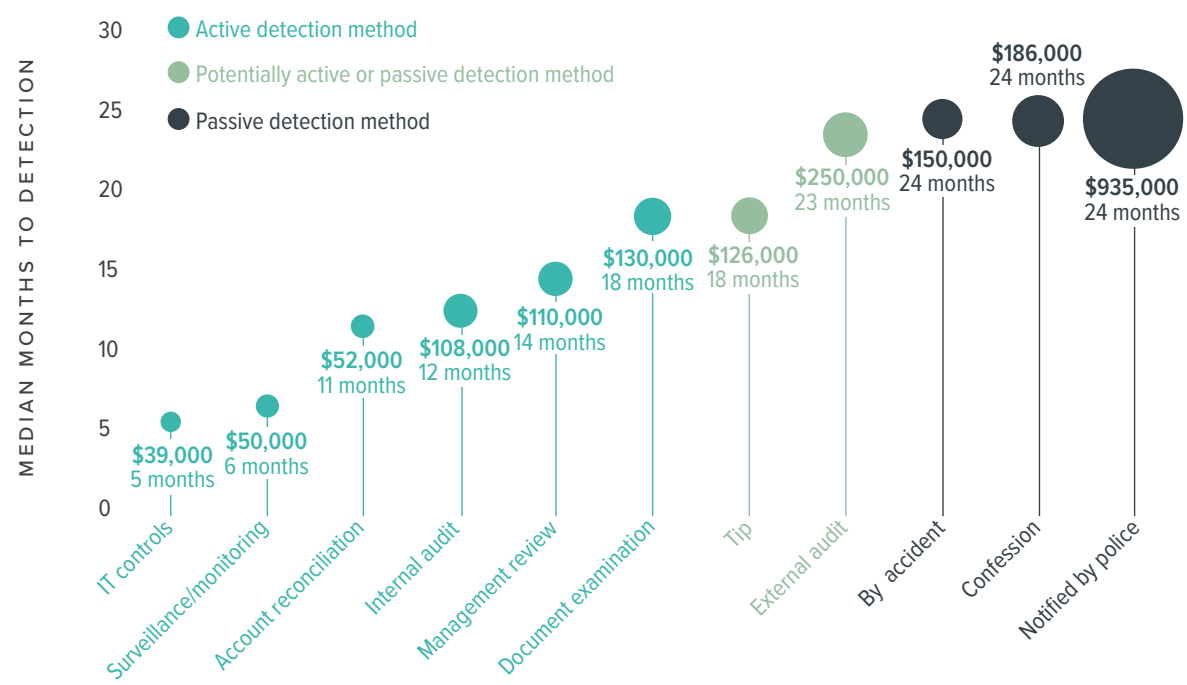 MEDIAN MONTHS TO DETECTION
30
25
20
15
10
5
0
Active detection method
Potentially active or passive detection method
Passive detection method
$39,000
5 months
$50,000
6 months
$52,000
11 months
$108,000
12 months
$110,000
14 months
$130,000
18 months
$126,000
18 months
$250,000
23 months
$150,000
24 months
$186,000
24 months
$935,000
24 months
IT controls
Surveillance/monitoring
Account reconciliation
Internal audit
Management review
Document examination
Tip
External audit
By accident
Confession
Notified by police